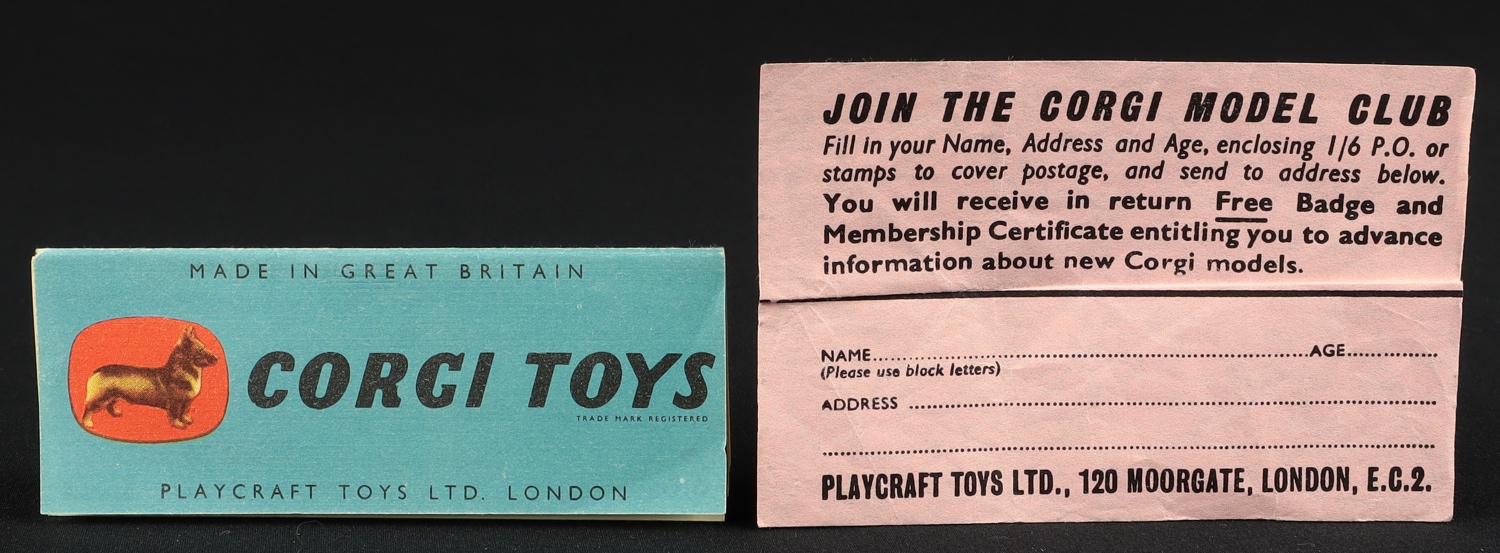 MADE IN GREAT BRITAIN
CORGI TOYS
TRADE MARK REGISTERED
PLAYCRAFT TOYS LTD. LONDON
JOIN THE CORGI MODEL CLUB
Fill in your Name, Address and Age, enclosing 1/6 P.O. or
stamps to cover postage, and send to address below.
You will receive in return Free Badge and
Membership Certificate entitling you to advance
information about new Corgi models.
NAME........................................AGE...............
(Please use block letters)
ADDRESS ........................................
........................................
PLAYCRAFT TOYS LTD., 120 MOORGATE, LONDON, E.C.2.